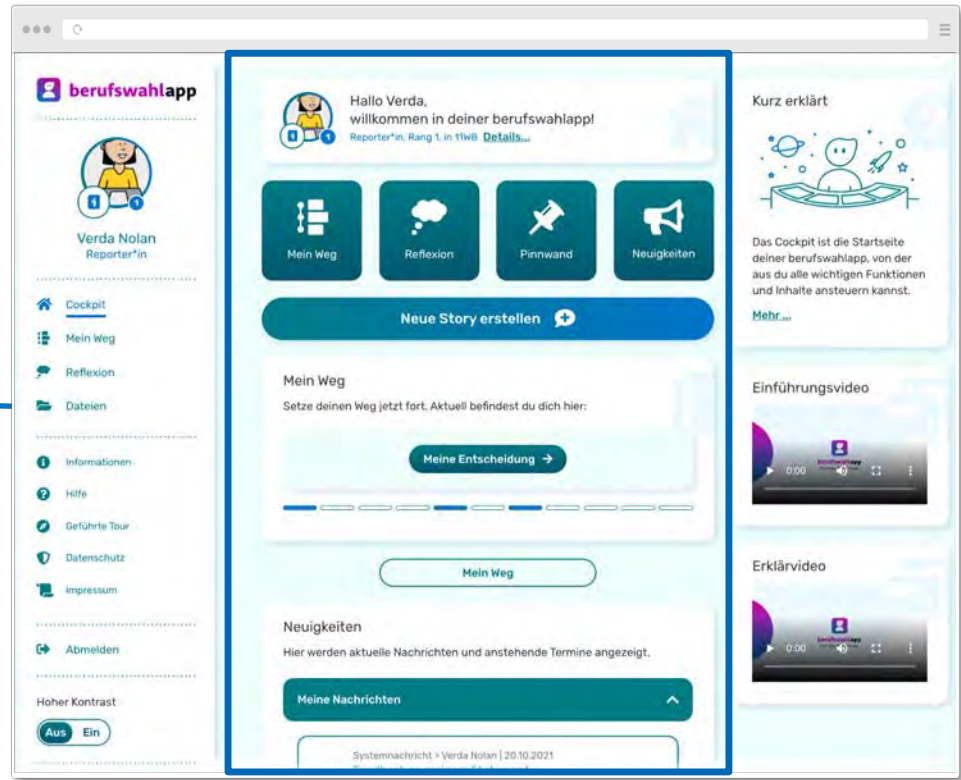 berufswahlapp
Verda Nolan
Reporter*in
Cockpit
Mein Weg
Reflexion
Dateien
Informationen
Hilfe
Geführte Tour
Datenschutz
Impressum
Abmelden
Hoher Kontrast
Aus Ein
Hallo Verda,
willkommen in deiner berufswahlapp!
Reporter*in, Rang 1. in 11WB Details...
Mein Weg
Reflexion
Pinnwand
Neuigkeiten
Neue Story erstellen
Mein Weg
Setze deinen Weg jetzt fort. Aktuell befindest du dich hier:
Meine Entscheidung →
Mein Weg
Neuigkeiten
Hier werden aktuelle Nachrichten und anstehende Termine angezeigt.
Meine Nachrichten
Systemnachricht > Verda Nolan | 20.10.2021
Kurz erklärt
Das Cockpit ist die Startseite
deiner berufswahlapp, von der
aus du alle wichtigen Funktionen
und Inhalte ansteuern kannst.
Mehr ...
Einführungsvideo
berufswahlapp
0:00
Erklärvideo
berufswahlapp
0:00